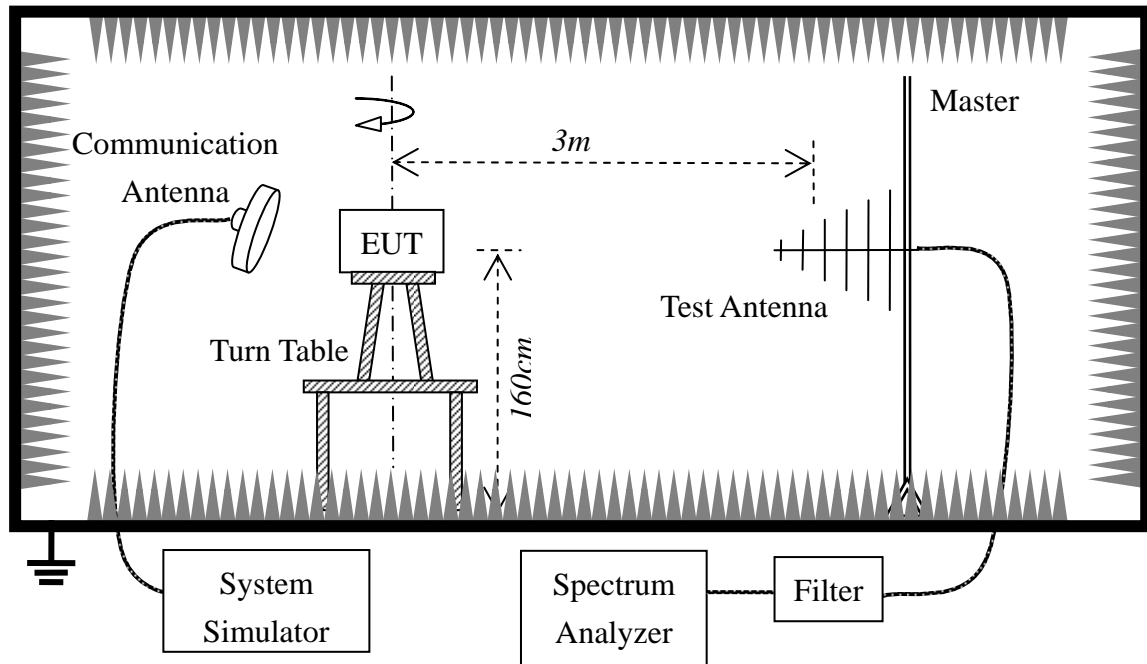 Master
3m
Communication
Antenna
EUT
Test Antenna
Turn Table
160cm
System
Simulator
Spectrum
Analyzer
Filter